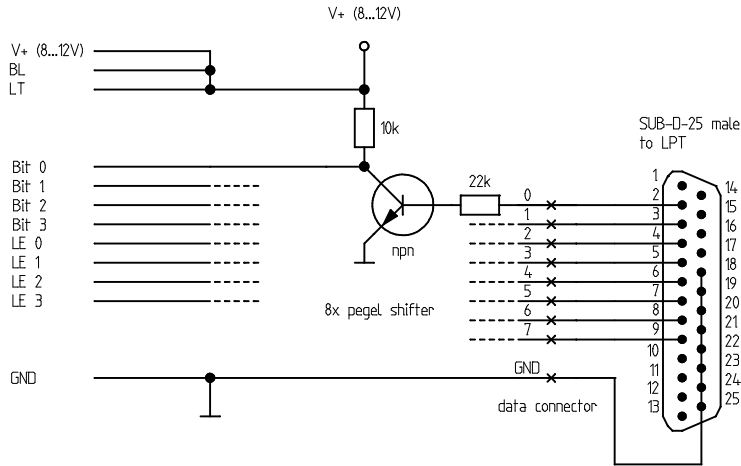 V+ (8...12V)
V+ (8...12V)
BL
LT
10k
SUB-D-25 male
to LPT
Bit 0
Bit 1
Bit 2
Bit 3
LE 0
LE 1
LE 2
LE 3
22k
npn
8x pegel shifter
0
1
2
3
4
5
6
7
GND
GND
data connector
1
2
3
4
5
6
7
8
9
10
11
12
13
14
15
16
17
18
19
20
21
22
23
24
25